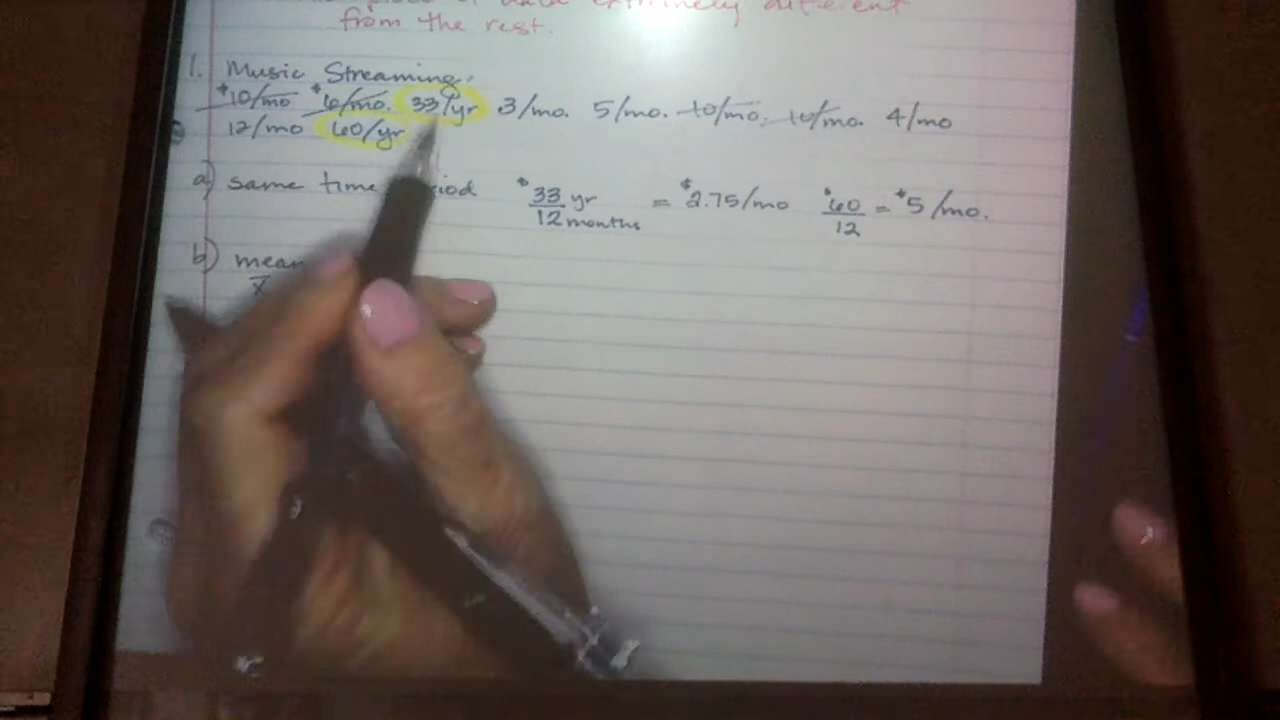 from the rest.
1. Music Streaming.
$10/mo $10/mo. 33/yr 3/mo. 5/mo. 10/mo. 10/mo. 4/mo
12/mo 60/yr
a) same time $33 yr / 12 months = $2.75/mo $60/12 = $5/mo.
b) mean
x̄